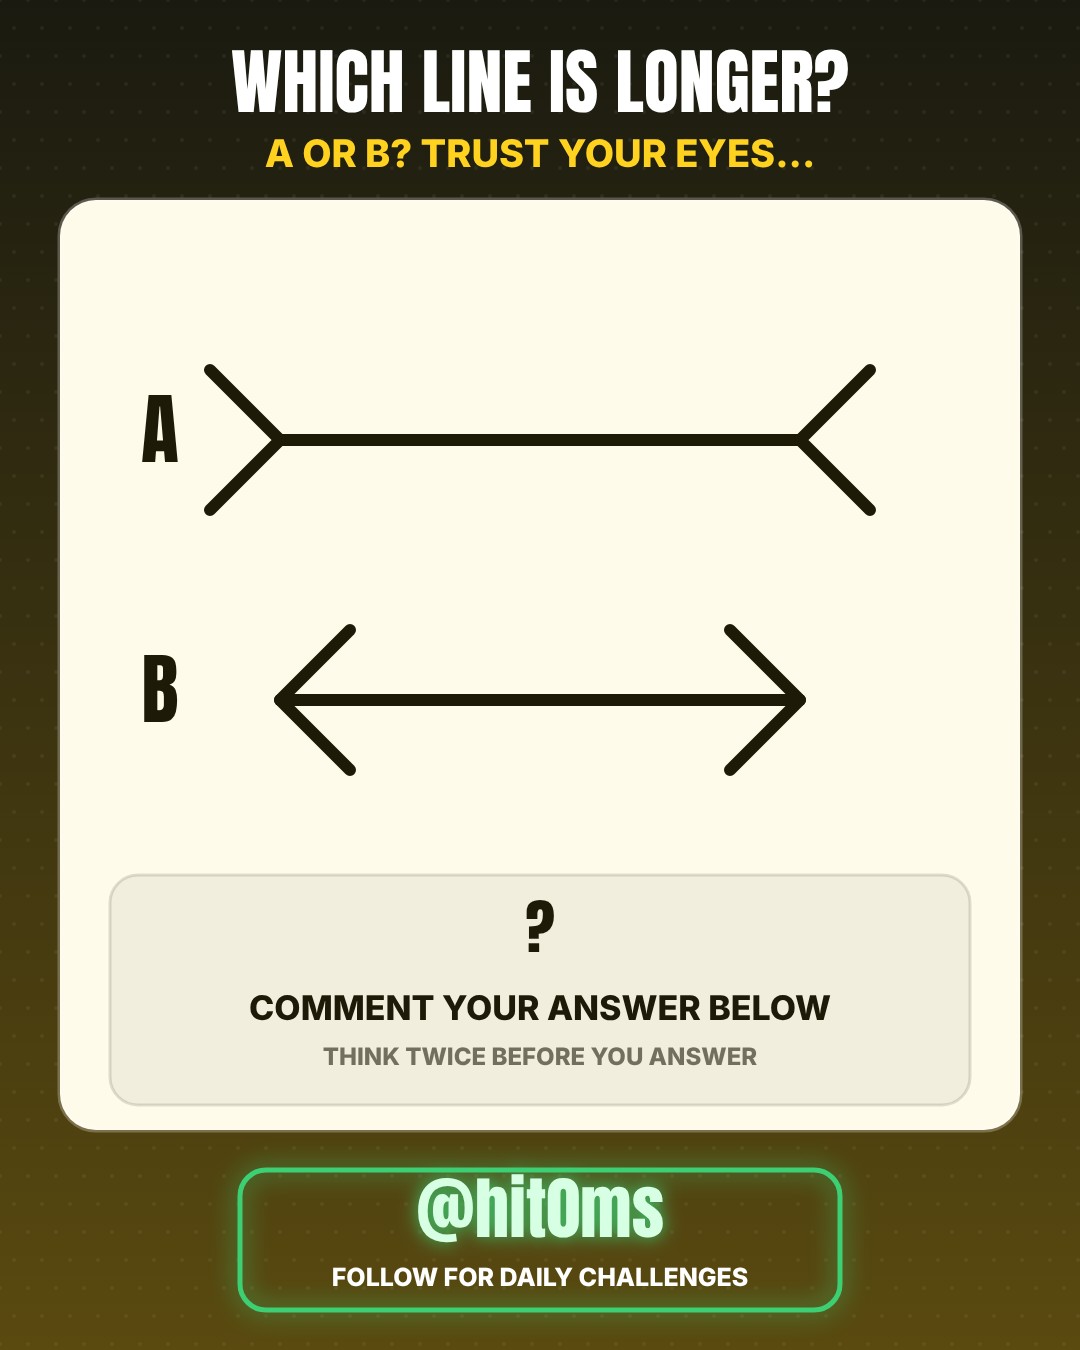 WHICH LINE IS LONGER?
A OR B? TRUST YOUR EYES...
A
B
?
COMMENT YOUR ANSWER BELOW
THINK TWICE BEFORE YOU ANSWER
@hit0ms
FOLLOW FOR DAILY CHALLENGES